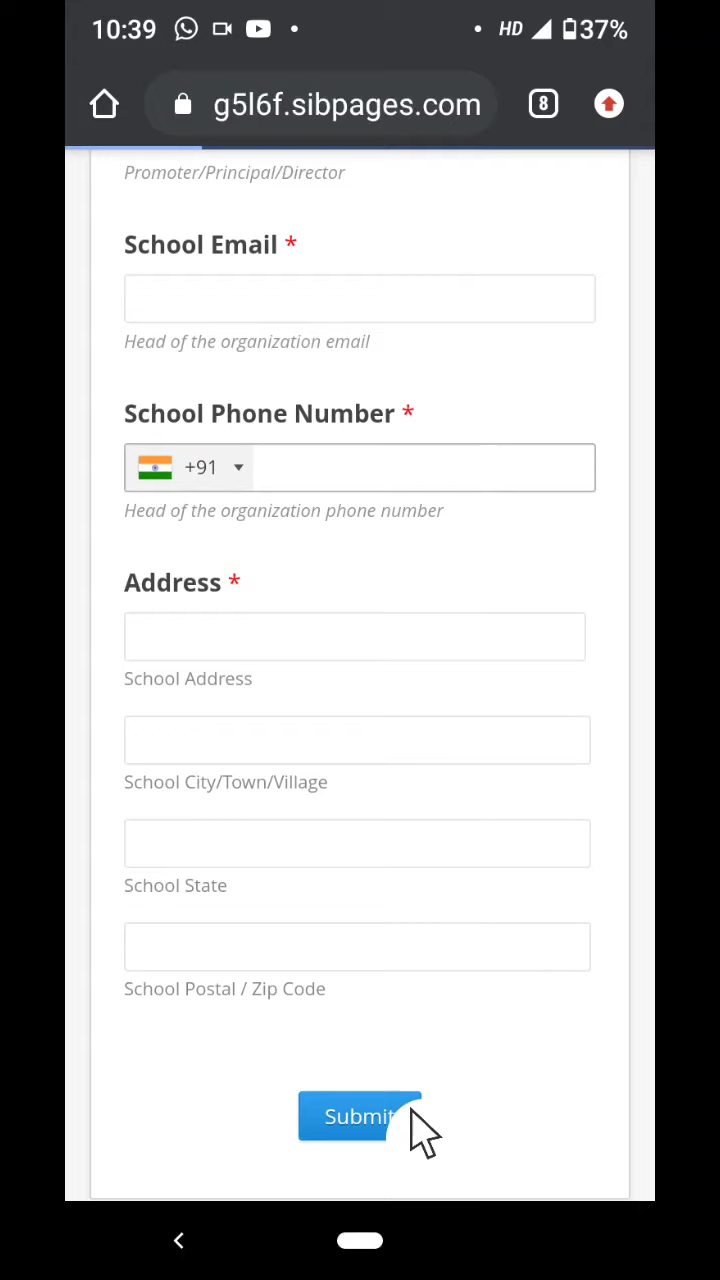 10:39 HD 37%
g5l6f.sibpages.com 8
Promoter/Principal/Director
School Email *
Head of the organization email
School Phone Number *
+91
Head of the organization phone number
Address *
School Address
School City/Town/Village
School State
School Postal / Zip Code
Submit